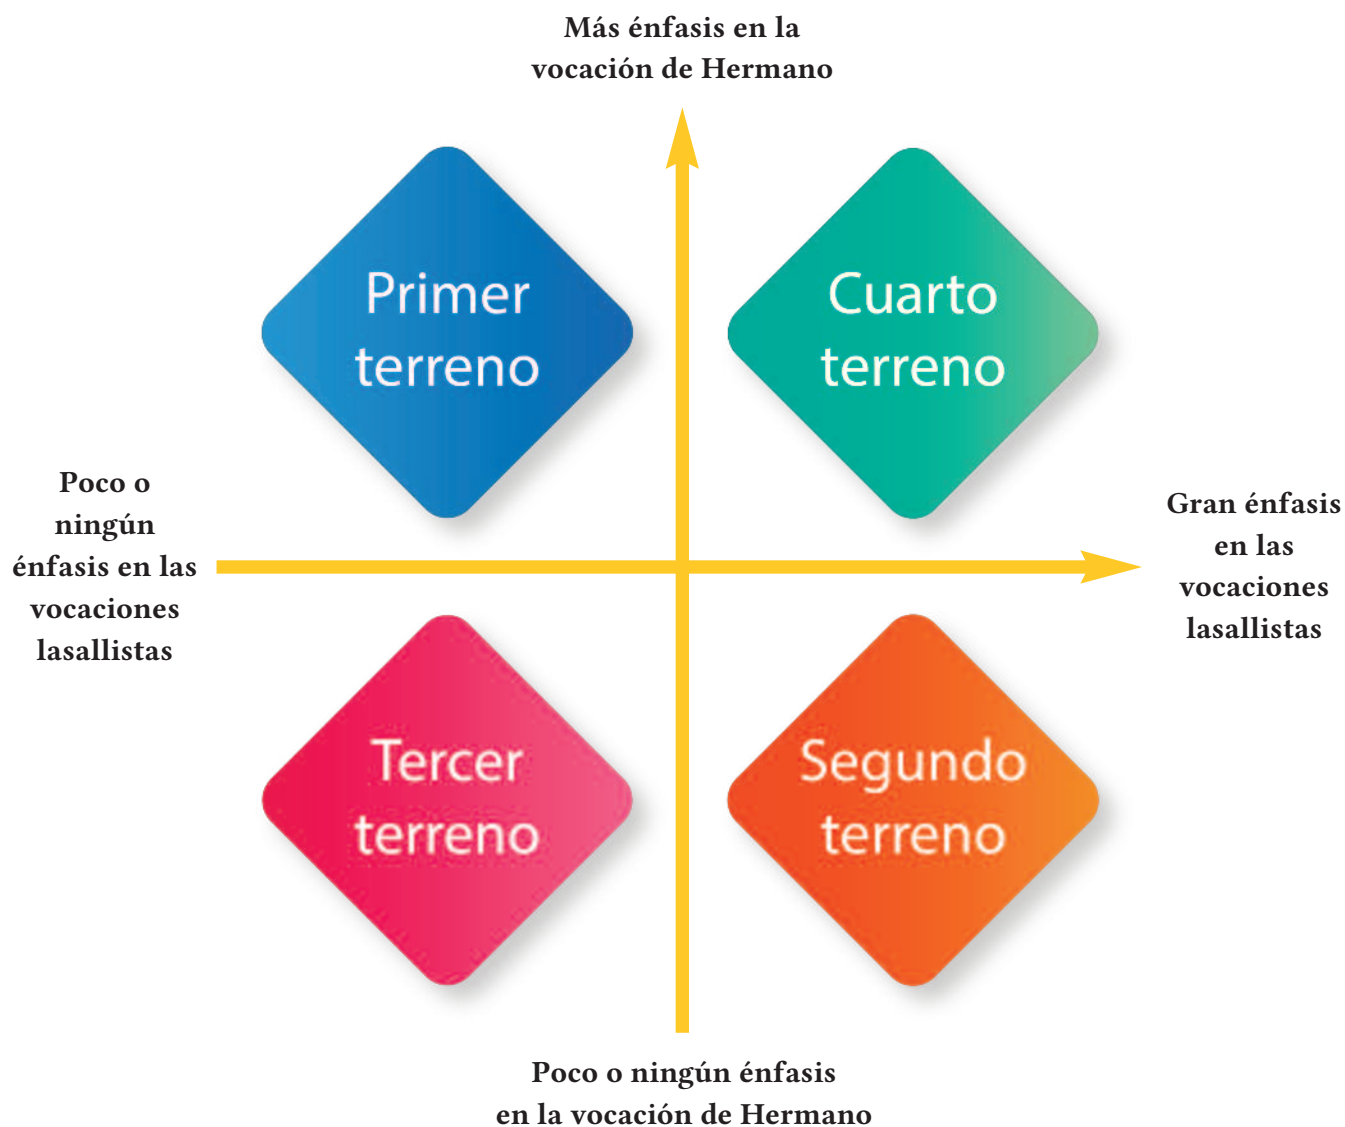 Más énfasis en la
vocación de Hermano
Primer
terreno
Cuarto
terreno
Poco o
ningún
énfasis en las
vocaciones
lasallistas
Gran énfasis
en las
vocaciones
lasallistas
Tercer
terreno
Segundo
terreno
Poco o ningún énfasis
en la vocación de Hermano